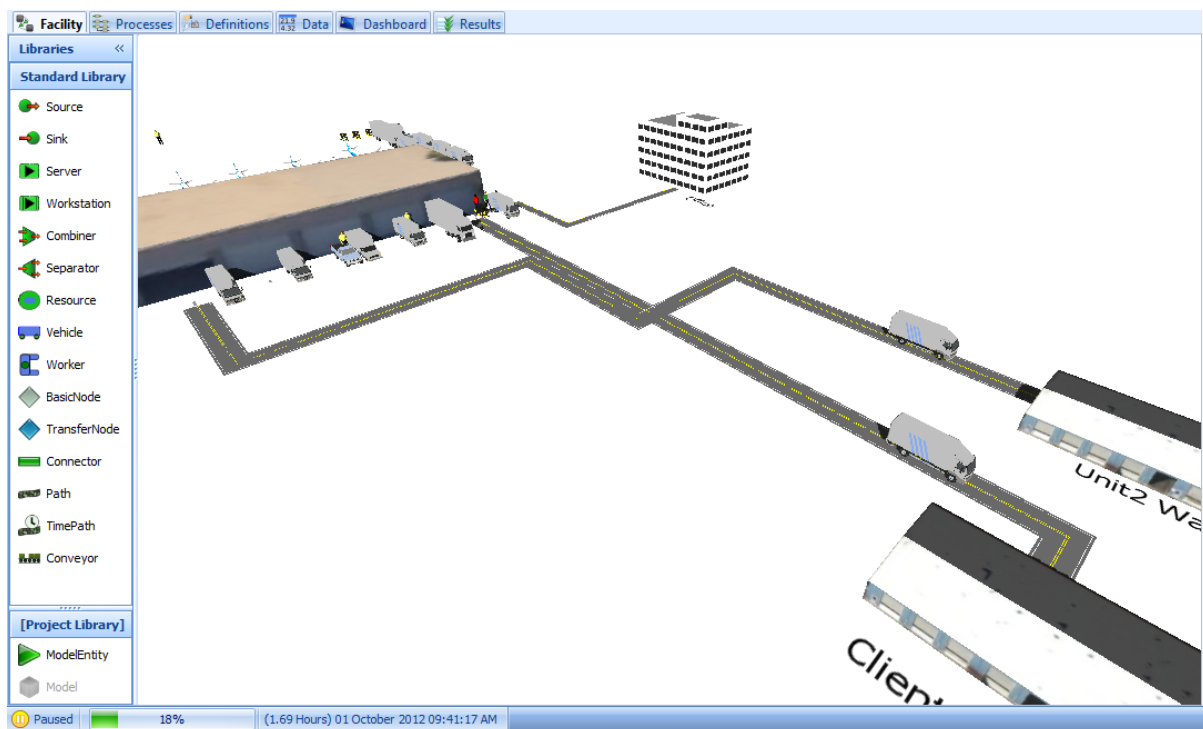 Facility Processes Definitions Data Dashboard Results
Libraries
Standard Library
Source
Sink
Server
Workstation
Combiner
Separator
Resource
Vehicle
Worker
BasicNode
TransferNode
Connector
Path
TimePath
Conveyor
[Project Library]
ModelEntity
Model
Unit2 Wa
Client
Paused 18% (1.69 Hours) 01 October 2012 09:41:17 AM